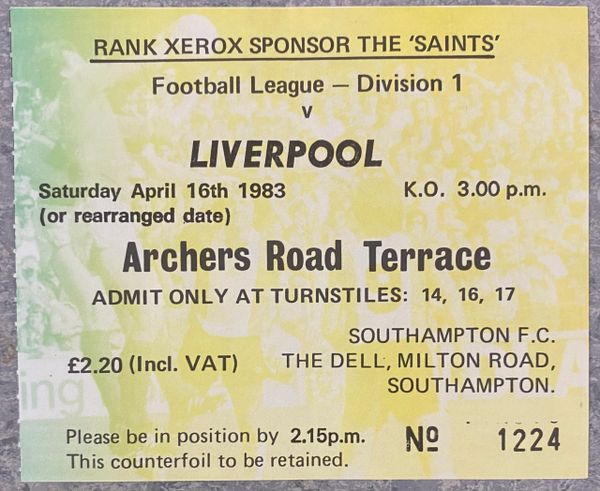 RANK XEROX SPONSOR THE 'SAINTS'
Football League — Division 1
v
LIVERPOOL
Saturday April 16th 1983 K.O. 3.00 p.m.
(or rearranged date)
Archers Road Terrace
ADMIT ONLY AT TURNSTILES: 14, 16, 17
SOUTHAMPTON F.C.
£2.20 (Incl. VAT) THE DELL, MILTON ROAD,
SOUTHAMPTON.
ing
Please be in position by 2.15p.m. Nº 1224
This counterfoil to be retained.